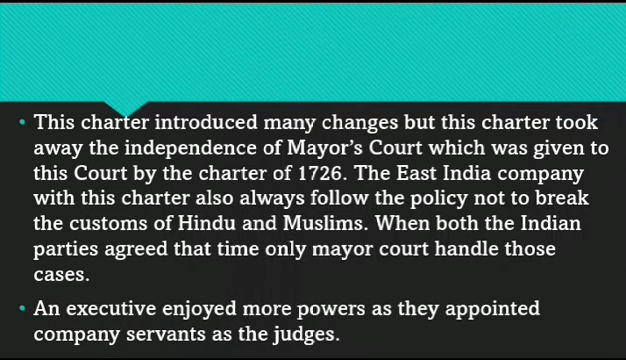 • This charter introduced many changes but this charter took
away the independence of Mayor's Court which was given to
this Court by the charter of 1726. The East India company
with this charter also always follow the policy not to break
the customs of Hindu and Muslims. When both the Indian
parties agreed that time only mayor court handle those
cases.
• An executive enjoyed more powers as they appointed
company servants as the judges.